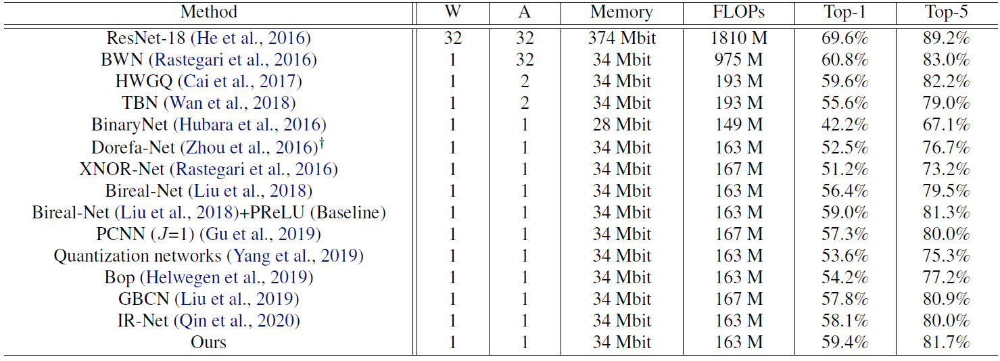 Method W A Memory FLOPs Top-1 Top-5
ResNet-18 (He et al., 2016) 32 32 374 Mbit 1810 M 69.6% 89.2%
BWN (Rastegari et al., 2016) 1 32 34 Mbit 975 M 60.8% 83.0%
HWGQ (Cai et al., 2017) 1 2 34 Mbit 193 M 59.6% 82.2%
TBN (Wan et al., 2018) 1 2 34 Mbit 193 M 55.6% 79.0%
BinaryNet (Hubara et al., 2016) 1 1 28 Mbit 149 M 42.2% 67.1%
Dorefa-Net (Zhou et al., 2016)† 1 1 34 Mbit 163 M 52.5% 76.7%
XNOR-Net (Rastegari et al., 2016) 1 1 34 Mbit 167 M 51.2% 73.2%
Bireal-Net (Liu et al., 2018) 1 1 34 Mbit 163 M 56.4% 79.5%
Bireal-Net (Liu et al., 2018)+PReLU (Baseline) 1 1 34 Mbit 163 M 59.0% 81.3%
PCNN (J=1) (Gu et al., 2019) 1 1 34 Mbit 167 M 57.3% 80.0%
Quantization networks (Yang et al., 2019) 1 1 34 Mbit 163 M 53.6% 75.3%
Bop (Helwegen et al., 2019) 1 1 34 Mbit 163 M 54.2% 77.2%
GBCN (Liu et al., 2019) 1 1 34 Mbit 167 M 57.8% 80.9%
IR-Net (Qin et al., 2020) 1 1 34 Mbit 163 M 58.1% 80.0%
Ours 1 1 34 Mbit 163 M 59.4% 81.7%